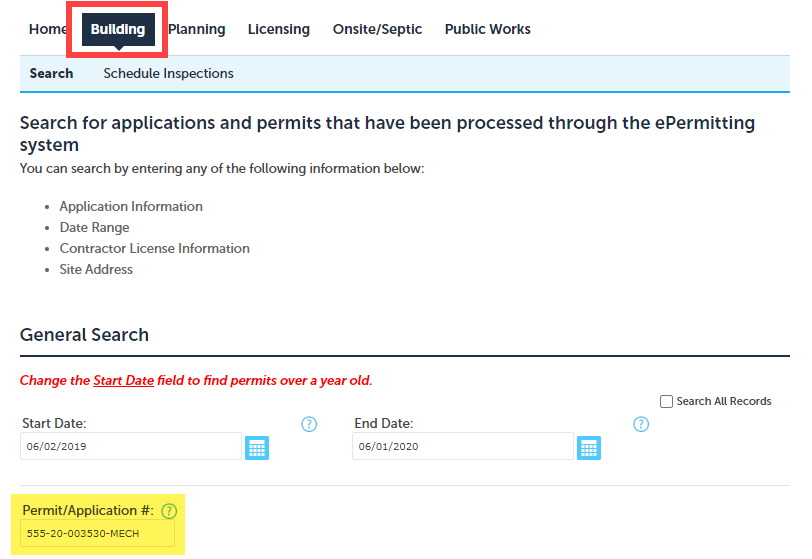 Home Building Planning Licensing Onsite/Septic Public Works
Search Schedule Inspections
Search for applications and permits that have been processed through the ePermitting
system
You can search by entering any of the following information below:
• Application Information
• Date Range
• Contractor License Information
• Site Address
General Search
Change the Start Date field to find permits over a year old.
Search All Records
Start Date: ? End Date: ?
06/02/2019 06/01/2020
Permit/Application #: ?
555-20-003530-MECH